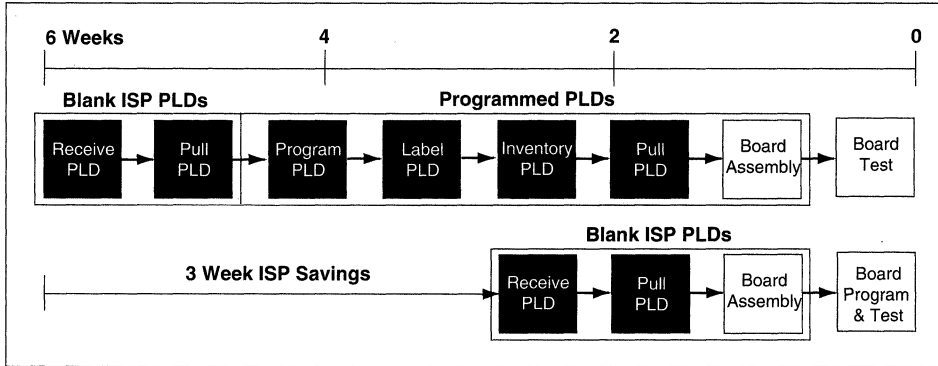 6 Weeks 4 2 0
Blank ISP PLDs Programmed PLDs
Receive
PLD
Pull
PLD
Program
PLD
Label
PLD
Inventory
PLD
Pull
PLD
Board
Assembly
Board
Test
Blank ISP PLDs
3 Week ISP Savings
Receive
PLD
Pull
PLD
Board
Assembly
Board
Program
& Test